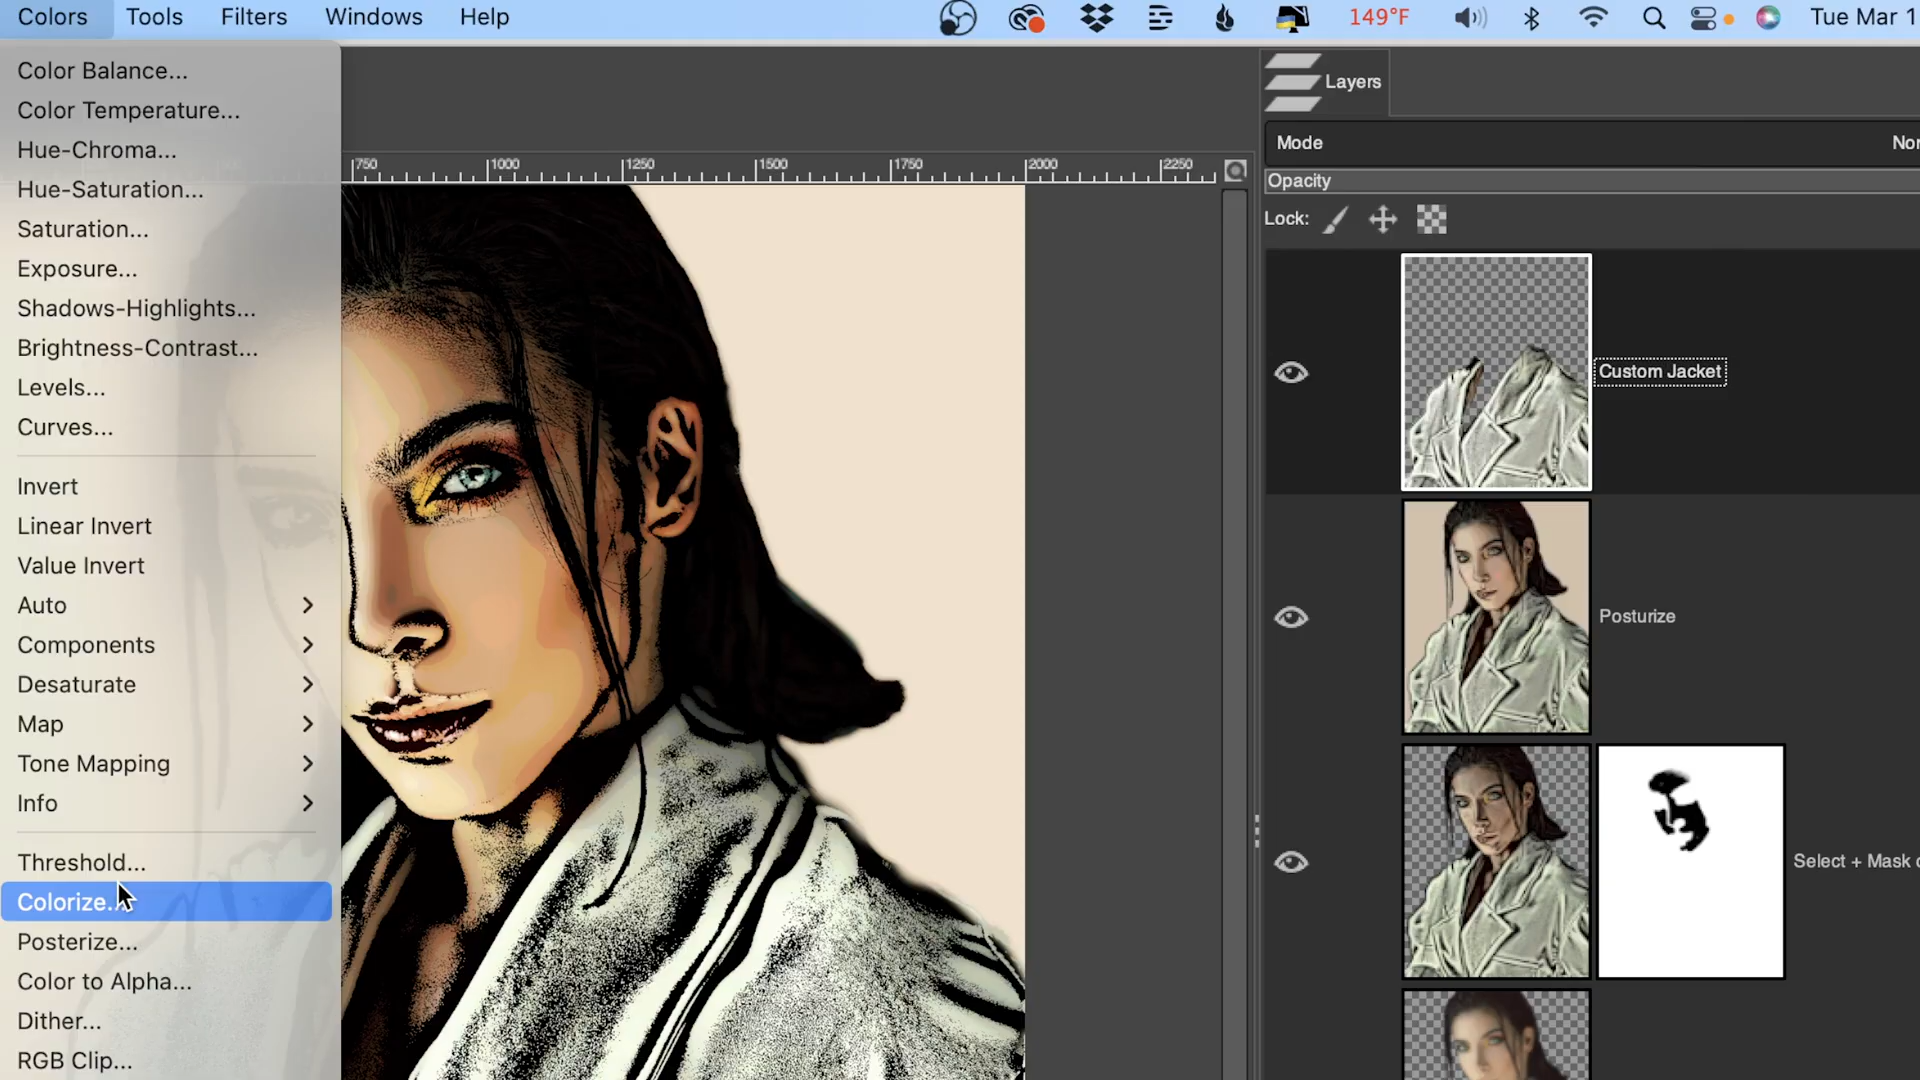 Colors Tools Filters Windows Help 149°F Tue Mar 1
Color Balance...
Color Temperature...
Hue-Chroma...
Hue-Saturation...
Saturation...
Exposure...
Shadows-Highlights...
Brightness-Contrast...
Levels...
Curves...
Invert
Linear Invert
Value Invert
Auto
Components
Desaturate
Map
Tone Mapping
Info
Threshold...
Colorize...
Posterize...
Color to Alpha...
Dither...
RGB Clip...
750 1000 1250 1500 1750 2000 2250
Layers
Mode Nor
Opacity
Lock:
Custom Jacket
Posturize
Select + Mask